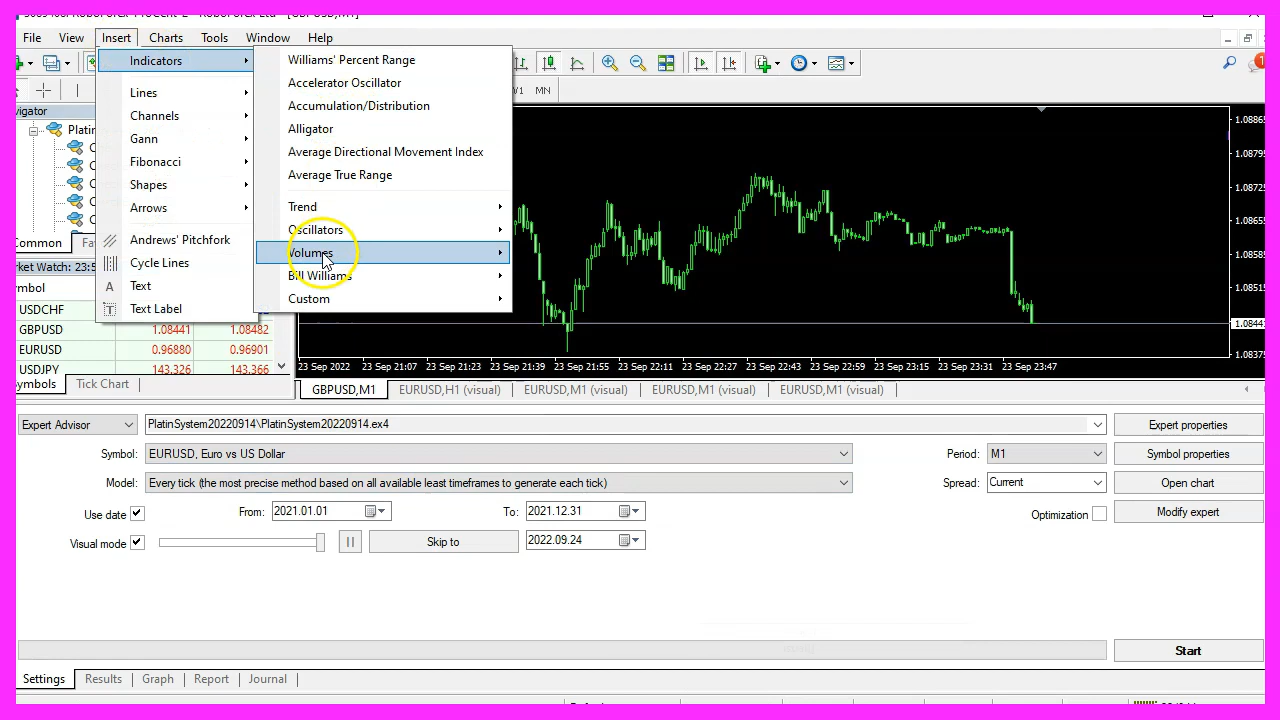 File View Insert Charts Tools Window Help
Indicators
Lines
Channels
Gann
Fibonacci
Shapes
Arrows
Andrews' Pitchfork
Cycle Lines
Text
Text Label
Williams' Percent Range
Accelerator Oscillator
Accumulation/Distribution
Alligator
Average Directional Movement Index
Average True Range
Trend
Oscillators
Volumes
Bill Williams
Custom
MN
Common
USDCHF
GBPUSD 1.08441 1.08482
EURUSD 0.96880 0.96901
USDJPY 143.326 143.366
Tick Chart
1.08865
1.08795
1.08725
1.08655
1.08585
1.08515
1.08441
1.08375
23 Sep 2022 23 Sep 21:07 23 Sep 21:23 23 Sep 21:39 23 Sep 21:55 23 Sep 22:11 23 Sep 22:27 23 Sep 22:43 23 Sep 22:59 23 Sep 23:15 23 Sep 23:31 23 Sep 23:47
GBPUSD,M1 EURUSD,H1 (visual) EURUSD,M1 (visual) EURUSD,M1 (visual) EURUSD,M1 (visual)
Expert Advisor PlatinSystem20220914\PlatinSystem20220914.ex4 Expert properties
Symbol: EURUSD, Euro vs US Dollar Period: M1 Symbol properties
Model: Every tick (the most precise method based on all available least timeframes to generate each tick) Spread: Current Open chart
Use date From: 2021.01.01 To: 2021.12.31 Optimization Modify expert
Visual mode Skip to 2022.09.24
Start
Settings Results Graph Report Journal